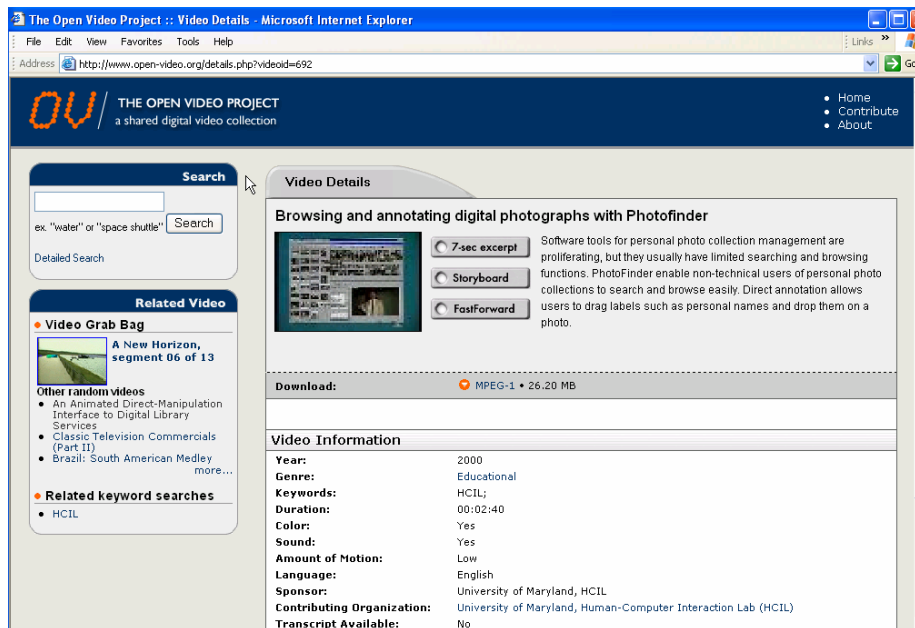 The Open Video Project :: Video Details - Microsoft Internet Explorer
File Edit View Favorites Tools Help
Links »
Address http://www.open-video.org/details.php?videoid=692
Go
OV THE OPEN VIDEO PROJECT
a shared digital video collection
• Home
• Contribute
• About
Search
ex. "water" or "space shuttle" Search
Detailed Search
Related Video
• Video Grab Bag
A New Horizon,
segment 06 of 13
Other random videos
• An Animated Direct-Manipulation
Interface to Digital Library
Services
• Classic Television Commercials
(Part II)
• Brazil: South American Medley
more...
• Related keyword searches
• HCIL
Video Details
Browsing and annotating digital photographs with Photofinder
7-sec excerpt
Storyboard
FastForward
Software tools for personal photo collection management are
proliferating, but they usually have limited searching and browsing
functions. PhotoFinder enable non-technical users of personal photo
collections to search and browse easily. Direct annotation allows
users to drag labels such as personal names and drop them on a
photo.
Download: MPEG-1 • 26.20 MB
Video Information
Year: 2000
Genre: Educational
Keywords: HCIL;
Duration: 00:02:40
Color: Yes
Sound: Yes
Amount of Motion: Low
Language: English
Sponsor: University of Maryland, HCIL
Contributing Organization: University of Maryland, Human-Computer Interaction Lab (HCIL)
Transcript Available: No